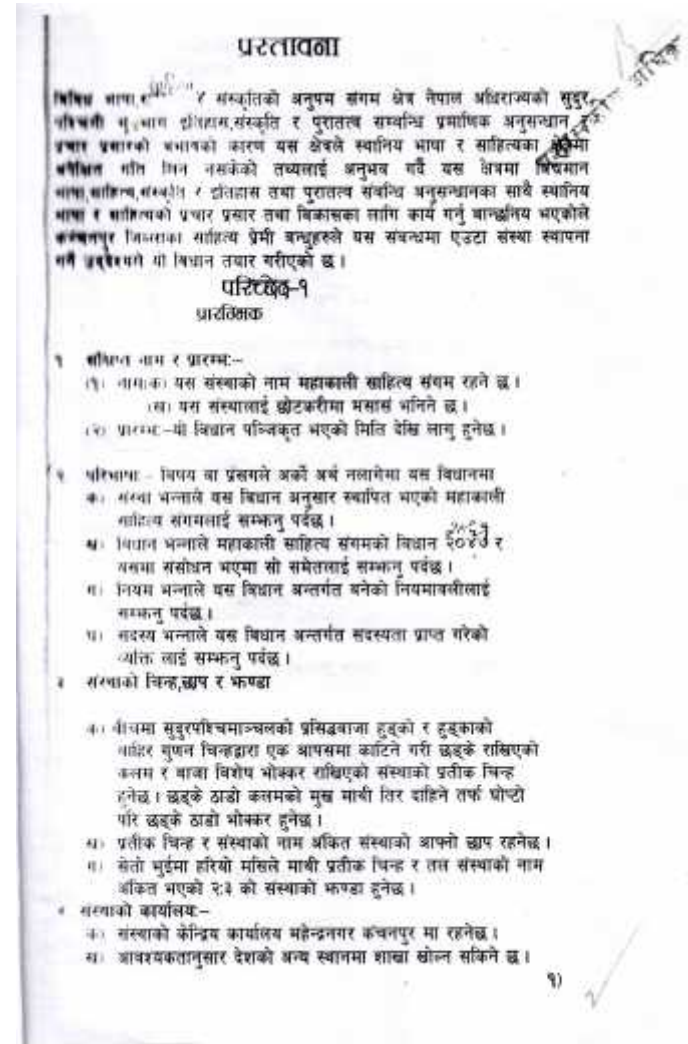 प्रस्तावना
विविध भाषा, र संस्कृतिको अनुपम संगम क्षेत्र नेपाल अधिराज्यको सुदुर
पश्चिमी भू-भाग इतिहास,संस्कृति र पुरातत्व सम्वन्धि प्रमाणिक अनुसन्धान र
प्रचार प्रसारको अभावको कारण यस क्षेत्रले स्थानिय भाषा र साहित्यका क्षेत्रमा
अपेक्षित गति लिन नसकेको तथ्यलाई अनुभव गर्दै यस क्षेत्रमा विद्यमान
भाषा,साहित्य,संस्कृति र इतिहास तथा पुरातत्व संवन्धि अनुसन्धानका साथै स्थानिय
भाषा र साहित्यको प्रचार प्रसार तथा विकासका लागि कार्य गर्नु वान्छनिय भएकोले
कञ्चनपुर जिल्लाका साहित्य प्रेमी वन्धुहरुले यस संवन्धमा एउटा संस्था स्थापना
गर्ने उद्देश्यले यो विधान तयार गरीएको छ ।
परिच्छेद-१
प्रारम्भिक
१ संक्षिप्त नाम र प्रारम्भ:–
(१) नाम(क) यस संस्थाको नाम महाकाली साहित्य संगम रहने छ ।
(ख) यस संस्थालाई छोटकरीमा मसासं भनिने छ ।
(२) प्रारम्भ:–यो विधान पञ्जिकृत भएको मिति देखि लागु हुनेछ ।
२ परिभाषा:– विषय वा प्रसंगले अर्को अर्थ नलागेमा यस विधानमा
क) संस्था भन्नाले यस विधान अनुसार स्थापित भएको महाकाली
साहित्य संगमलाई सम्झनु पर्दछ ।
ख) विधान भन्नाले महाकाली साहित्य संगमको विधान र
यसमा संसोधन भएमा सो समेतलाई सम्झनु पर्दछ ।
ग) नियम भन्नाले यस विधान अन्तर्गत बनेको नियमावलीलाई
सम्झनु पर्दछ ।
घ) सदस्य भन्नाले यस विधान अन्तर्गत सदस्यता प्राप्त गरेको
व्यक्ति लाई सम्झनु पर्दछ ।
३ संस्थाको चिन्ह,छाप र झण्डा
क) बीचमा सुदुरपश्चिमाञ्चलको प्रसिद्धवाजा हुड्को र हुड्काको
बाहिर गुणन चिन्हद्वारा एक आपसमा काटिने गरी छड्के राखिएको
कलम र वाजा विशेष भोक्कर राखिएको संस्थाको प्रतीक चिन्ह
हुनेछ । छड्के ठाडो कलमको मुख माथी तिर दाहिने तर्फ घोप्टो
परि छड्के ठाडो भोक्कर हुनेछ ।
ख) प्रतीक चिन्ह र संस्थाको नाम अंकित संस्थाको आफ्नो छाप रहनेछ ।
ग) सेतो भुईमा हरियो मसिले माथी प्रतीक चिन्ह र तल संस्थाको नाम
अंकित भएको २:३ को संस्थाको झण्डा हुनेछ ।
४ संस्थाको कार्यालय:–
क) संस्थाको केन्द्रिय कार्यालय महेन्द्रनगर कंचनपुर मा रहनेछ ।
ख) आवश्यकतानुसार देशको अन्य स्थानमा शाखा खोल्न सकिने छ ।
१)